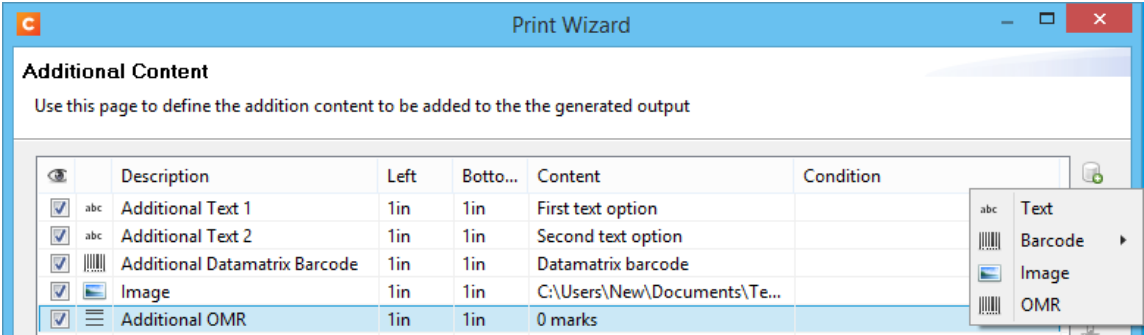 C Print Wizard
Additional Content
Use this page to define the addition content to be added to the the generated output
Description Left Botto... Content Condition
abc Additional Text 1 1in 1in First text option
abc Additional Text 2 1in 1in Second text option
Additional Datamatrix Barcode 1in 1in Datamatrix barcode
Image 1in 1in C:\Users\New\Documents\Te...
Additional OMR 1in 1in 0 marks
abc Text
Barcode
Image
OMR